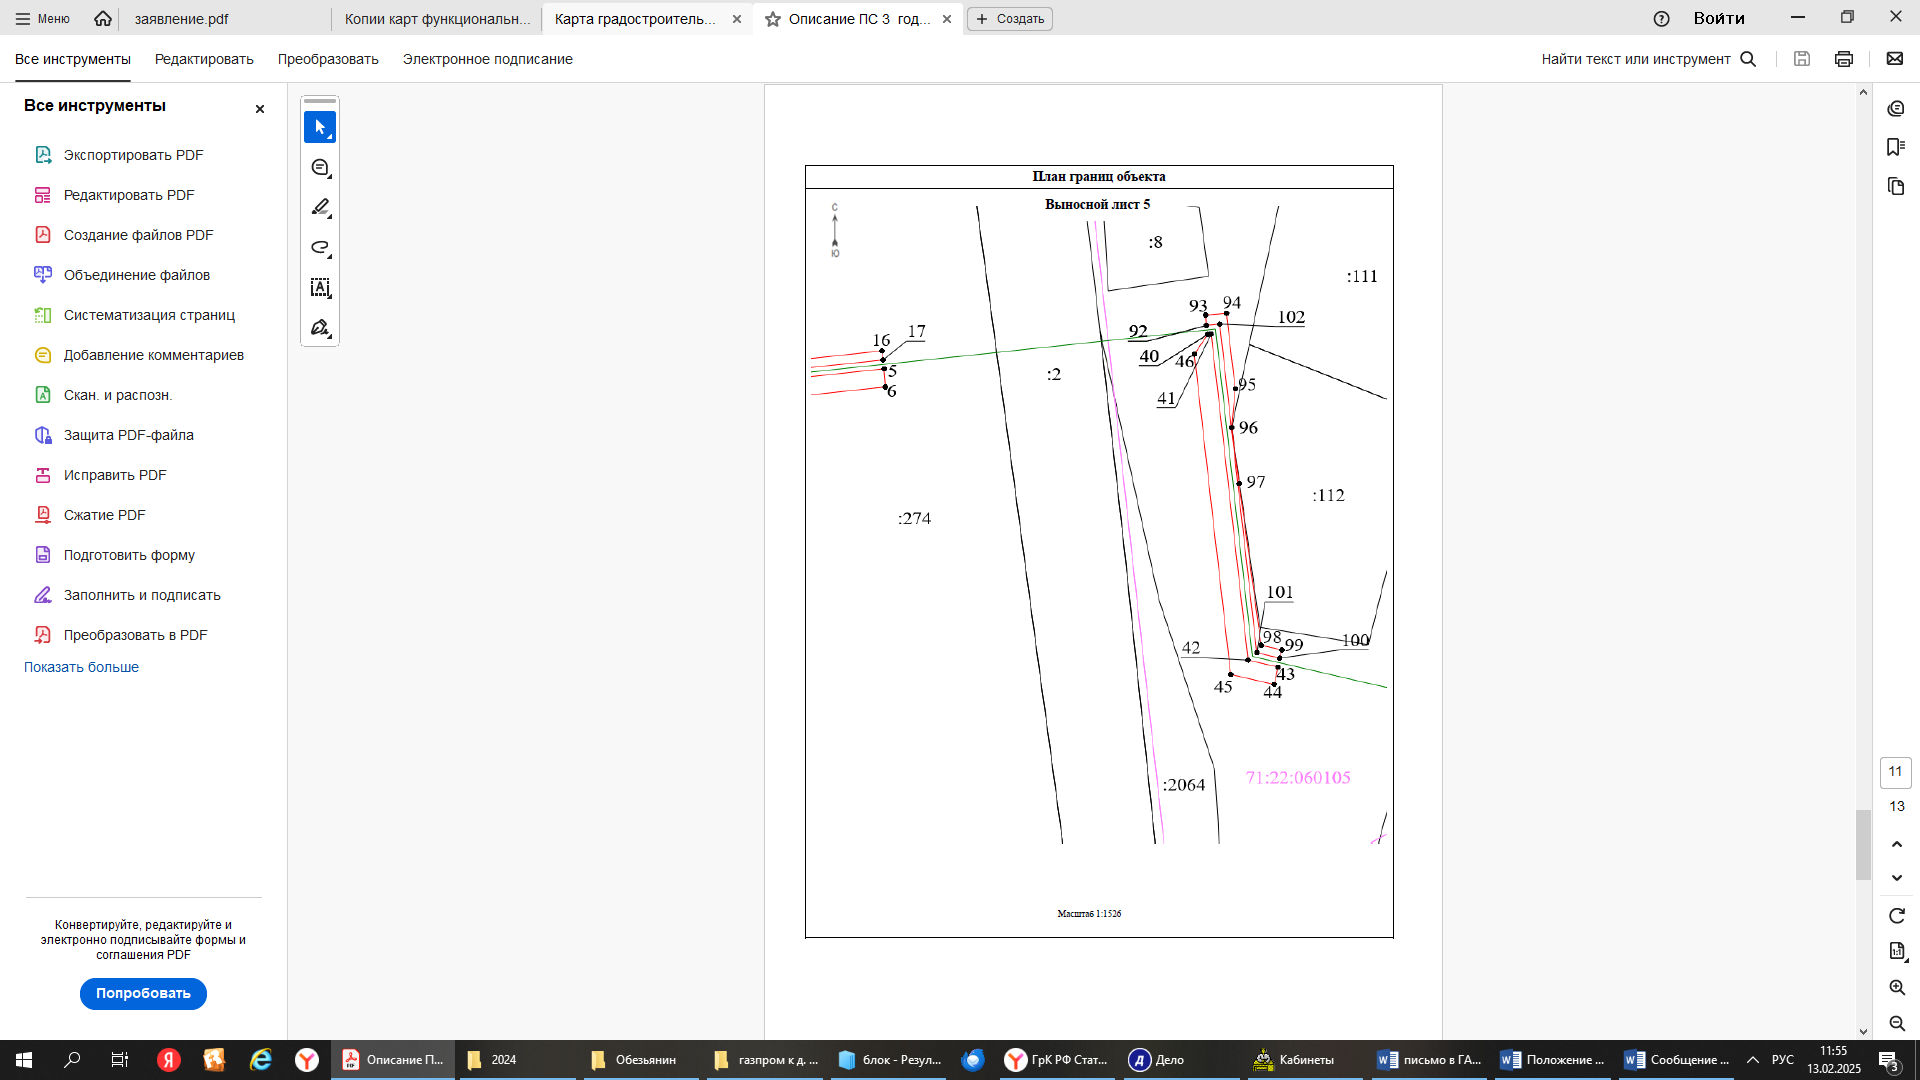 Меню
заявление.pdf
Копии карт функциональн...
Карта градостроитель...
Описание ПС 3 год...
Создать
Войти
Все инструменты
Редактировать
Преобразовать
Электронное подписание
Найти текст или инструмент
Все инструменты
Экспортировать PDF
Редактировать PDF
Создание файлов PDF
Объединение файлов
Систематизация страниц
Добавление комментариев
Скан. и распозн.
Защита PDF-файла
Исправить PDF
Сжатие PDF
Подготовить форму
Заполнить и подписать
Преобразовать в PDF
Показать больше
Конвертируйте, редактируйте и
электронно подписывайте формы и
соглашения PDF
Попробовать
План границ объекта
Выносной лист 5
С
Ю
:8
:111
93
94
102
92
16
17
40
46
5
6
:2
41
95
96
97
:112
:274
101
98
99
100
42
43
45
44
:2064
71:22:060105
Масштаб 1:1526
11
13
1:1
Описание П...
2024
Обезьянин
газпром к д. ...
блок - Резул...
ГрК РФ Стат...
Дело
Кабинеты
письмо в ГА...
Положение ...
Сообщение ...
РУС
11:55
13.02.2025
3